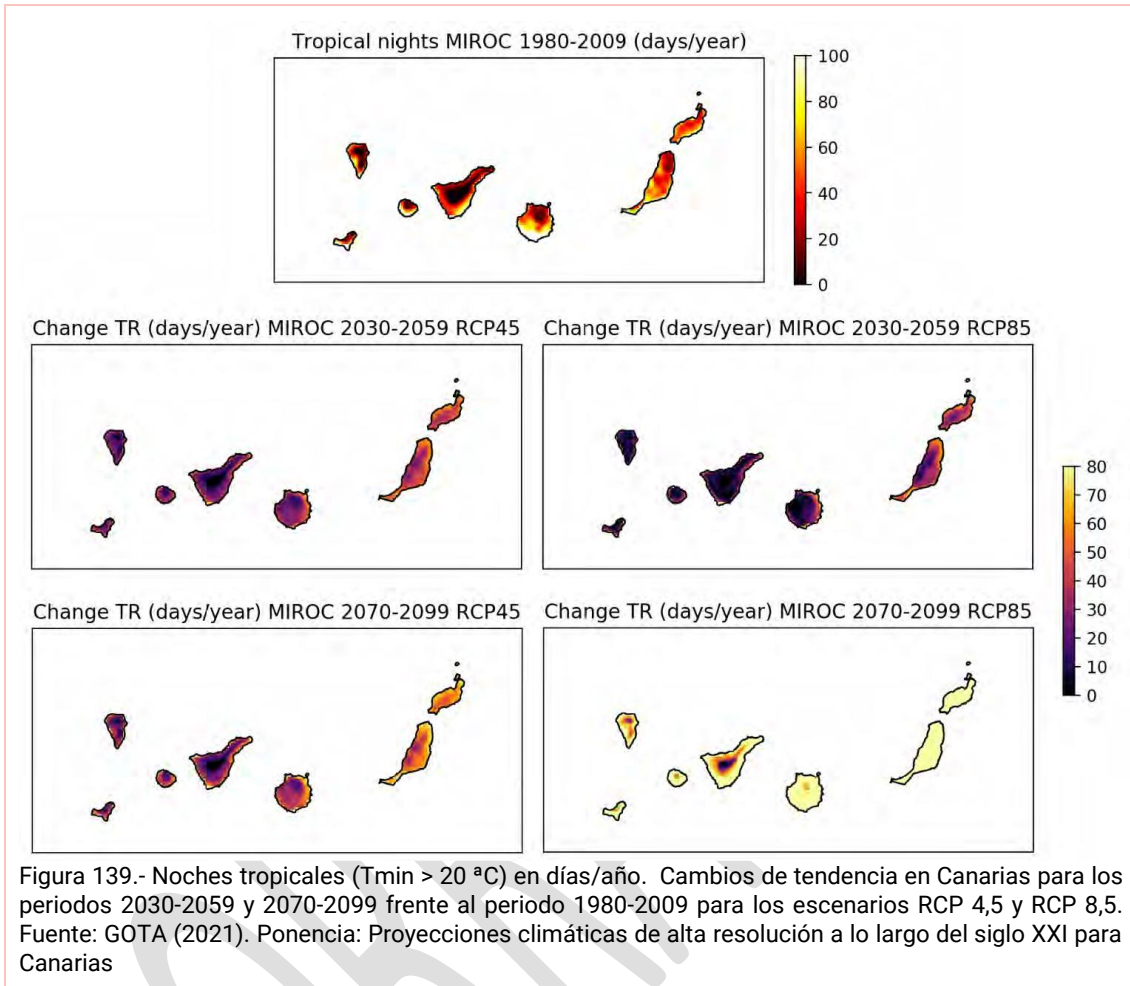 Tropical nights MIROC 1980-2009 (days/year)
100
80
60
40
20
0
Change TR (days/year) MIROC 2030-2059 RCP45
Change TR (days/year) MIROC 2030-2059 RCP85
80
70
60
50
40
30
20
10
0
Change TR (days/year) MIROC 2070-2099 RCP45
Change TR (days/year) MIROC 2070-2099 RCP85
Figura 139.- Noches tropicales (Tmin > 20 ªC) en días/año. Cambios de tendencia en Canarias para los
periodos 2030-2059 y 2070-2099 frente al periodo 1980-2009 para los escenarios RCP 4,5 y RCP 8,5.
Fuente: GOTA (2021). Ponencia: Proyecciones climáticas de alta resolución a lo largo del siglo XXI para
Canarias